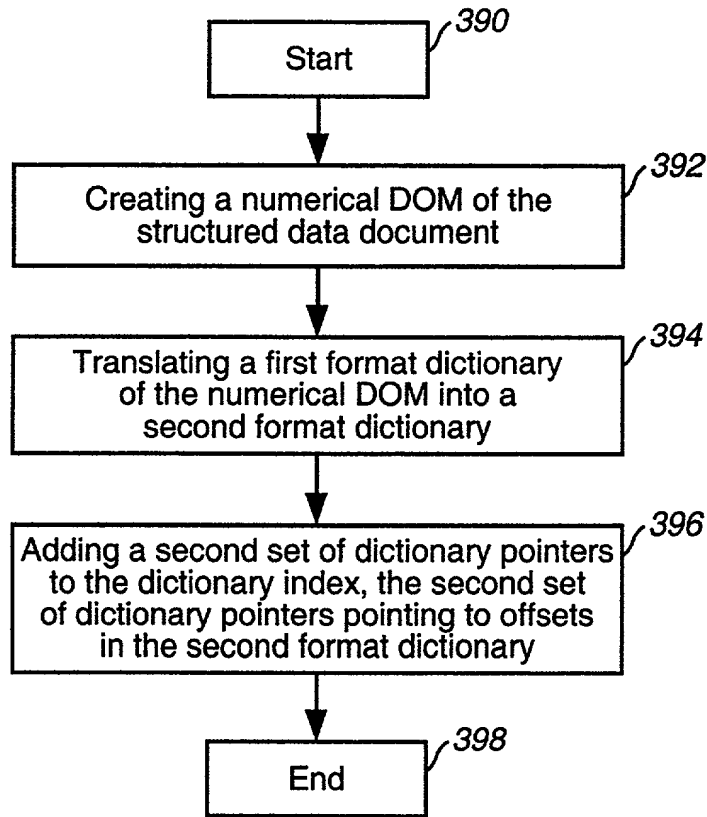 390
Start
392
Creating a numerical DOM of the
structured data document
394
Translating a first format dictionary
of the numerical DOM into a
second format dictionary
396
Adding a second set of dictionary pointers
to the dictionary index, the second set
of dictionary pointers pointing to offsets
in the second format dictionary
398
End